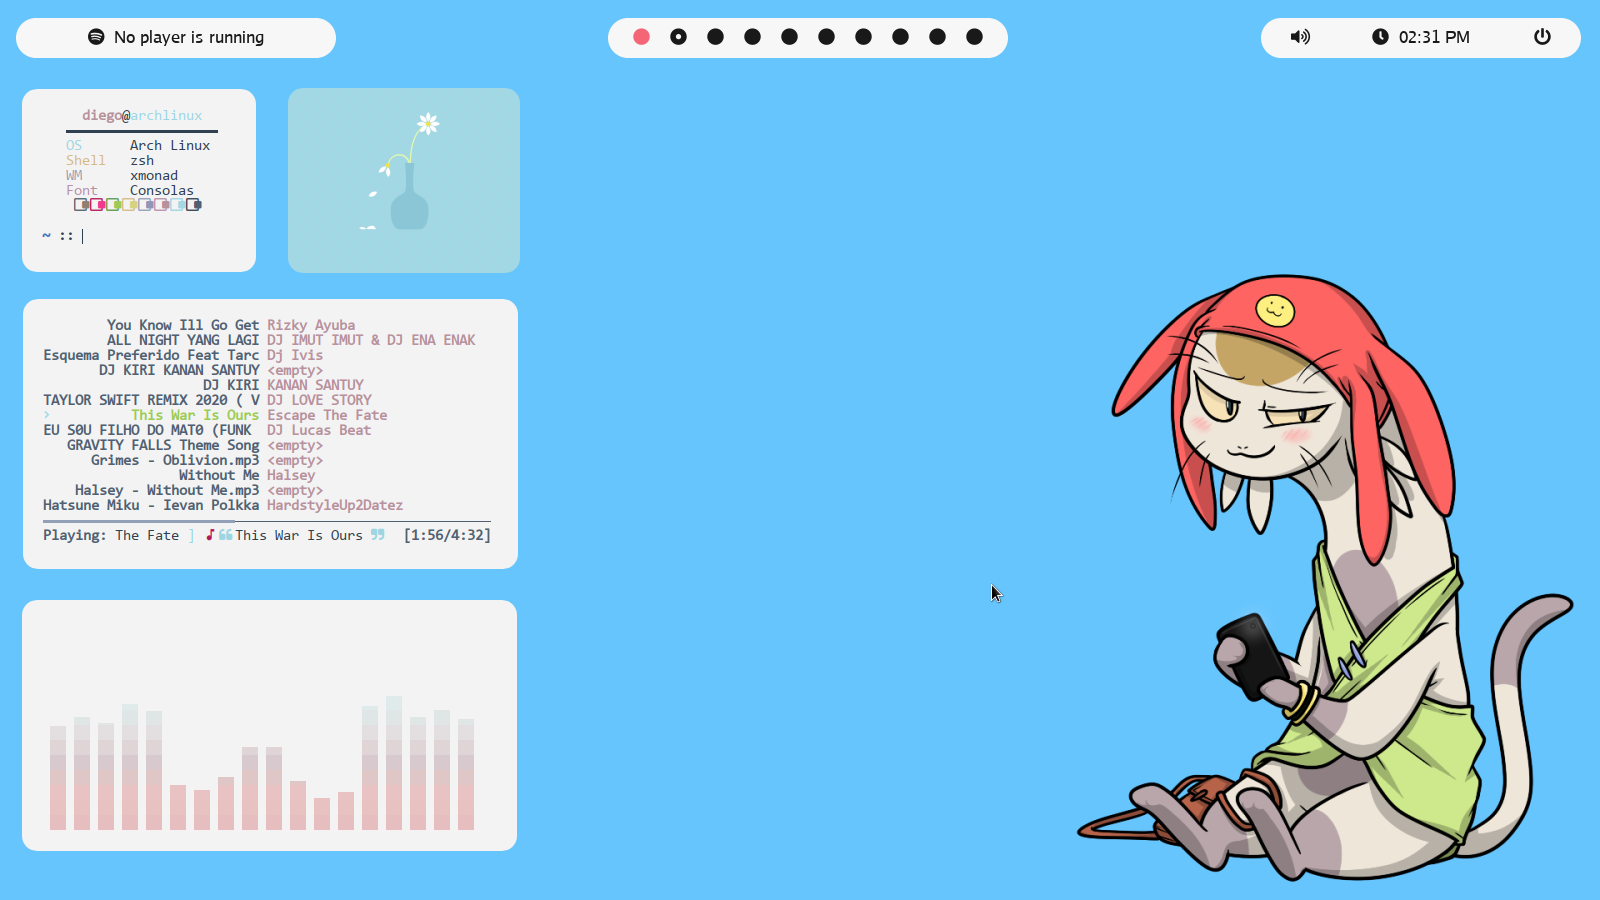 No player is running
02:31 PM
diego@archlinux
OS Arch Linux
Shell zsh
WM xmonad
Font Consolas
~ ::
You Know Ill Go Get Rizky Ayuba
ALL NIGHT YANG LAGI DJ IMUT IMUT & DJ ENA ENAK
Esquema Preferido Feat Tarc Dj Ivis
DJ KIRI KANAN SANTUY <empty>
DJ KIRI KANAN SANTUY
TAYLOR SWIFT REMIX 2020 ( V DJ LOVE STORY
› This War Is Ours Escape The Fate
EU S0U FILHO DO MAT0 (FUNK DJ Lucas Beat
GRAVITY FALLS Theme Song <empty>
Grimes - Oblivion.mp3 <empty>
Without Me Halsey
Halsey - Without Me.mp3 <empty>
Hatsune Miku - Ievan Polkka HardstyleUp2Datez
Playing: The Fate ] ♪❝This War Is Ours ❞ [1:56/4:32]